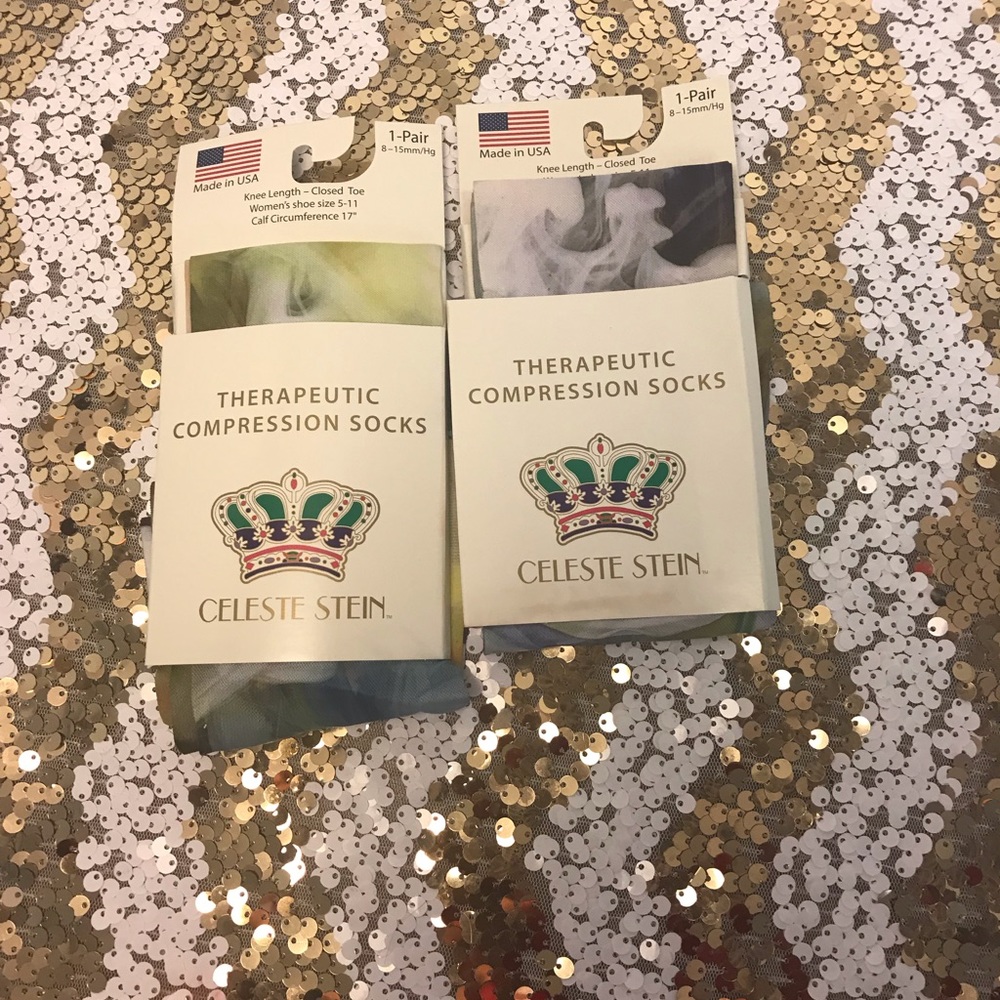 1-Pair
8–15mm/Hg
Made in USA
Knee Length – Closed Toe
Women's shoe size 5-11
Calf Circumference 17"
THERAPEUTIC
COMPRESSION SOCKS
CELESTE STEIN™
1-Pair
8–15mm/Hg
Made in USA
Knee Length – Closed Toe
THERAPEUTIC
COMPRESSION SOCKS
CELESTE STEIN™